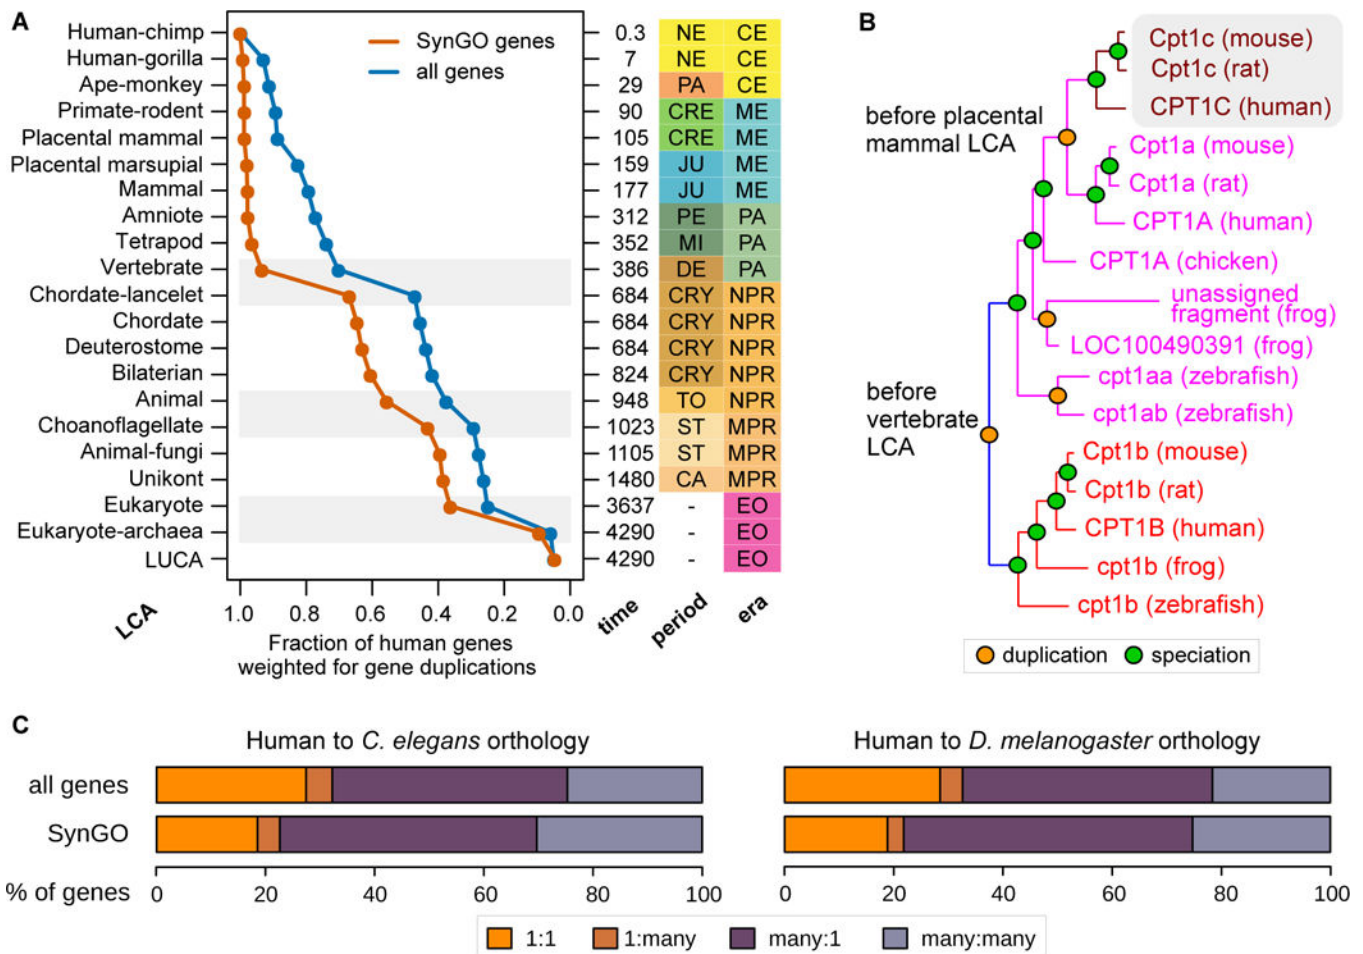 A
Human-chimp 0.3 NE CE
Human-gorilla 7 NE CE
Ape-monkey 29 PA CE
Primate-rodent 90 CRE ME
Placental mammal 105 CRE ME
Placental marsupial 159 JU ME
Mammal 177 JU ME
Amniote 312 PE PA
Tetrapod 352 MI PA
Vertebrate 386 DE PA
Chordate-lancelet 684 CRY NPR
Chordate 684 CRY NPR
Deuterostome 684 CRY NPR
Bilaterian 824 CRY NPR
Animal 948 TO NPR
Choanoflagellate 1023 ST MPR
Animal-fungi 1105 ST MPR
Unikont 1480 CA MPR
Eukaryote 3637 - EO
Eukaryote-archaea 4290 - EO
LUCA 4290 - EO
SynGO genes
all genes
1.0 0.8 0.6 0.4 0.2 0.0
LCA
time
period
era
Fraction of human genes
weighted for gene duplications
B
before placental
mammal LCA
before
vertebrate
LCA
Cpt1c (mouse)
Cpt1c (rat)
CPT1C (human)
Cpt1a (mouse)
Cpt1a (rat)
CPT1A (human)
CPT1A (chicken)
unassigned
fragment (frog)
LOC100490391 (frog)
cpt1aa (zebrafish)
cpt1ab (zebrafish)
Cpt1b (mouse)
Cpt1b (rat)
CPT1B (human)
cpt1b (frog)
cpt1b (zebrafish)
duplication speciation
C
Human to C. elegans orthology
Human to D. melanogaster orthology
all genes
SynGO
% of genes
0 20 40 60 80 100
0 20 40 60 80 100
1:1 1:many many:1 many:many